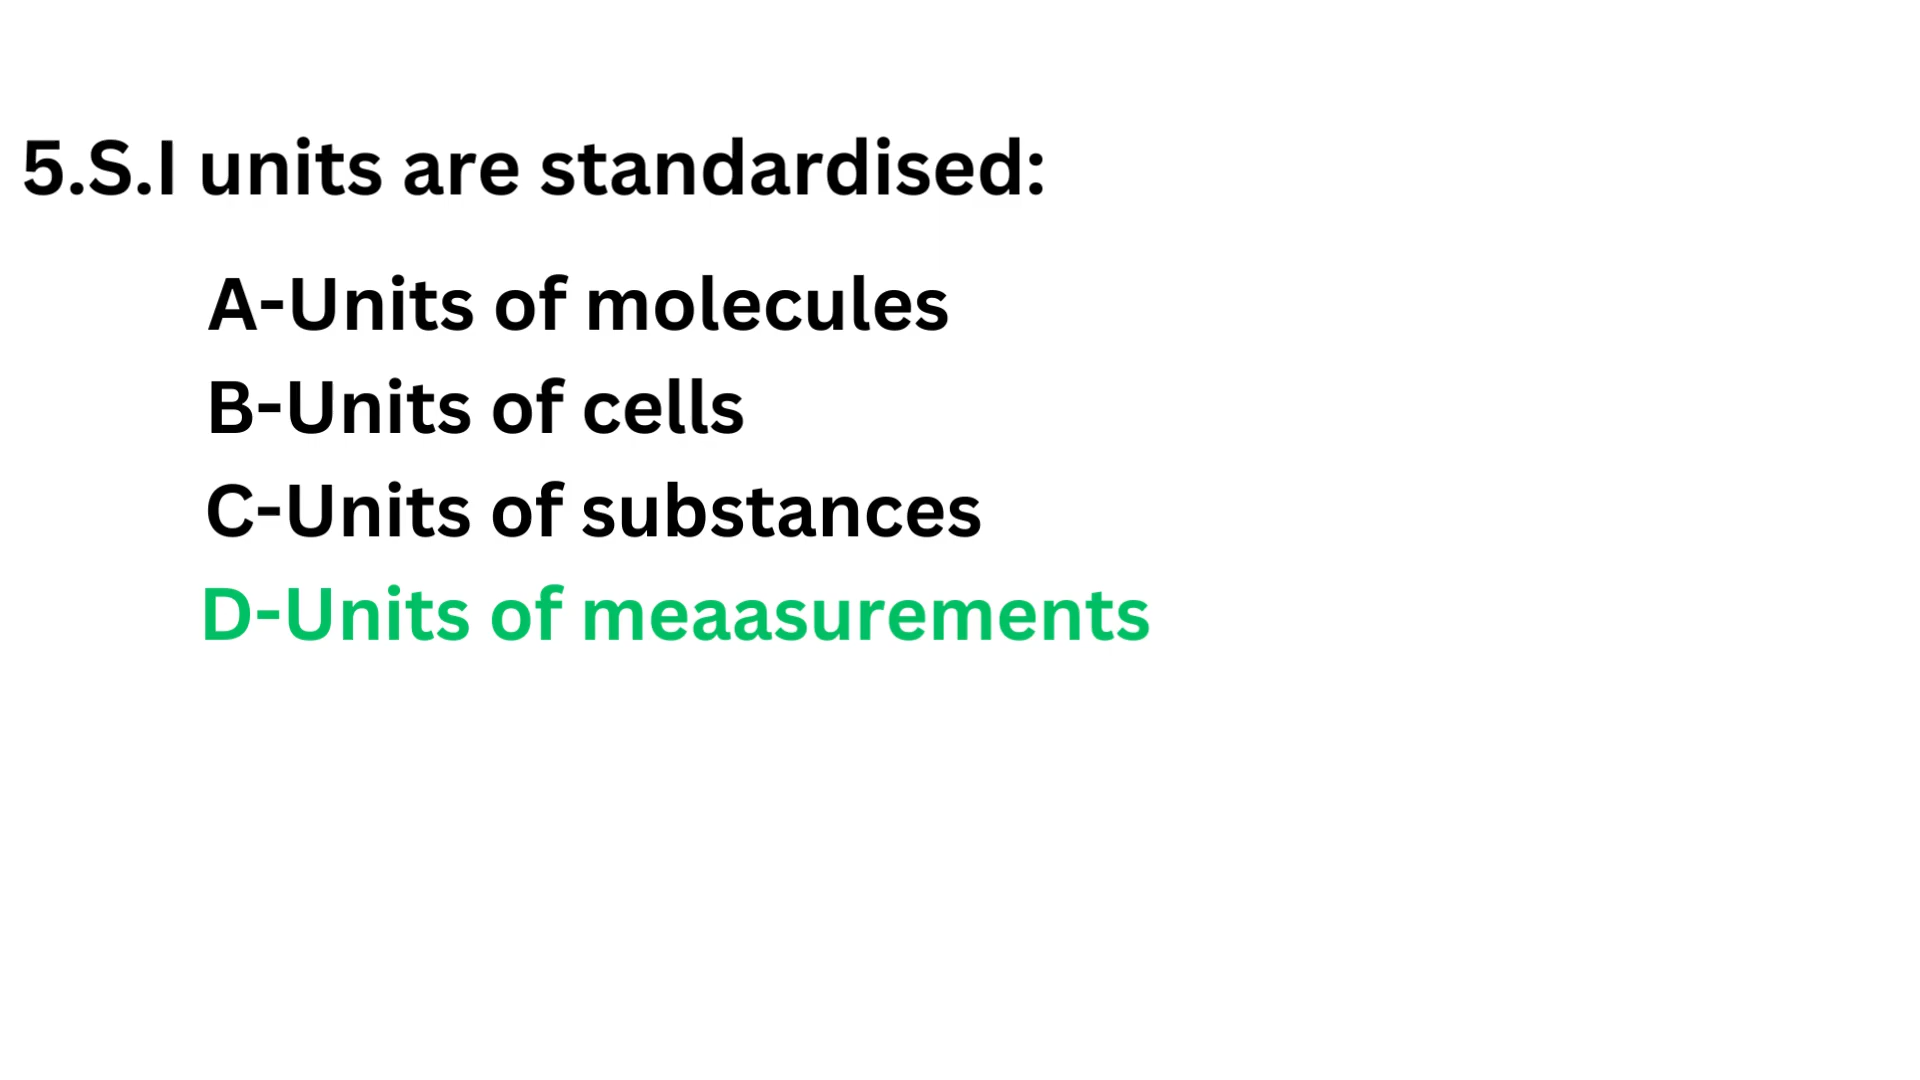 5.S.I units are standardised:
A-Units of molecules
B-Units of cells
C-Units of substances
D-Units of meaasurements